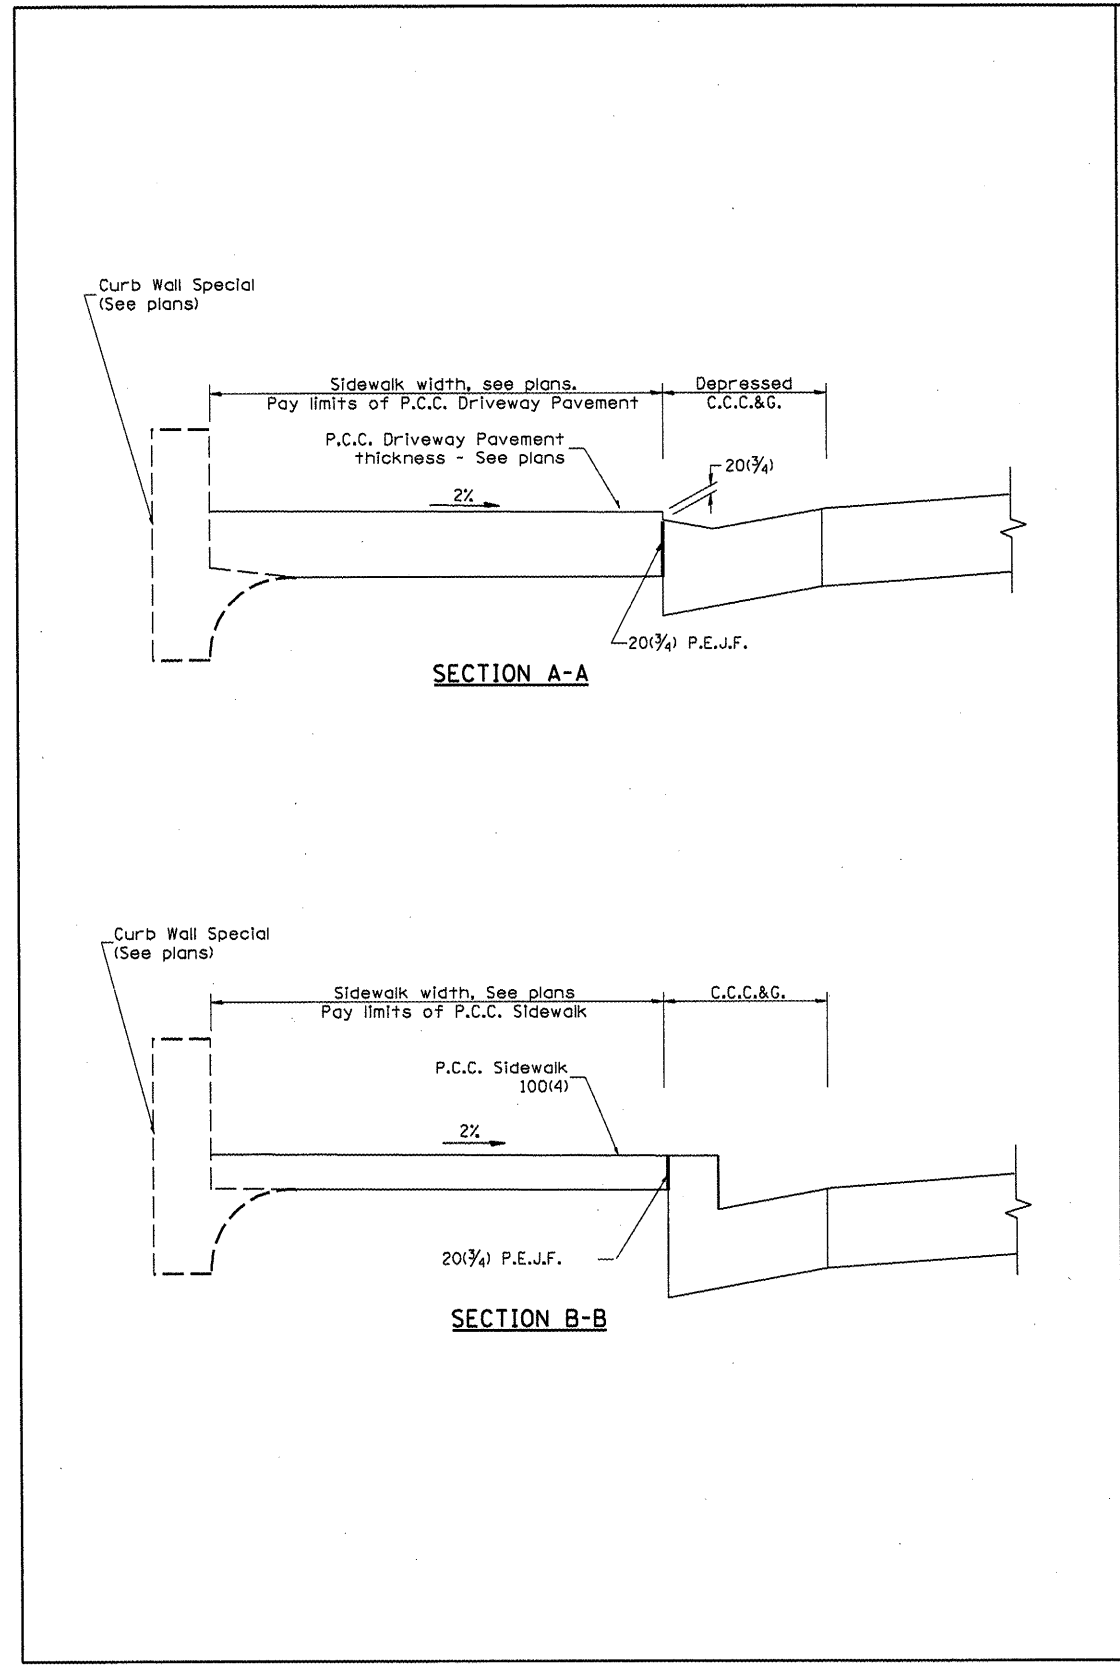 Curb Wall Special
(See plans)
Sidewalk width, see plans.
Pay limits of P.C.C. Driveway Pavement
Depressed
C.C.C.&G.
P.C.C. Driveway Pavement
thickness - See plans
20(3/4)
2%
20(3/4) P.E.J.F.
SECTION A-A
Curb Wall Special
(See plans)
Sidewalk width, See plans
Pay limits of P.C.C. Sidewalk
C.C.C.&G.
P.C.C. Sidewalk
100(4)
2%
20(3/4) P.E.J.F.
SECTION B-B